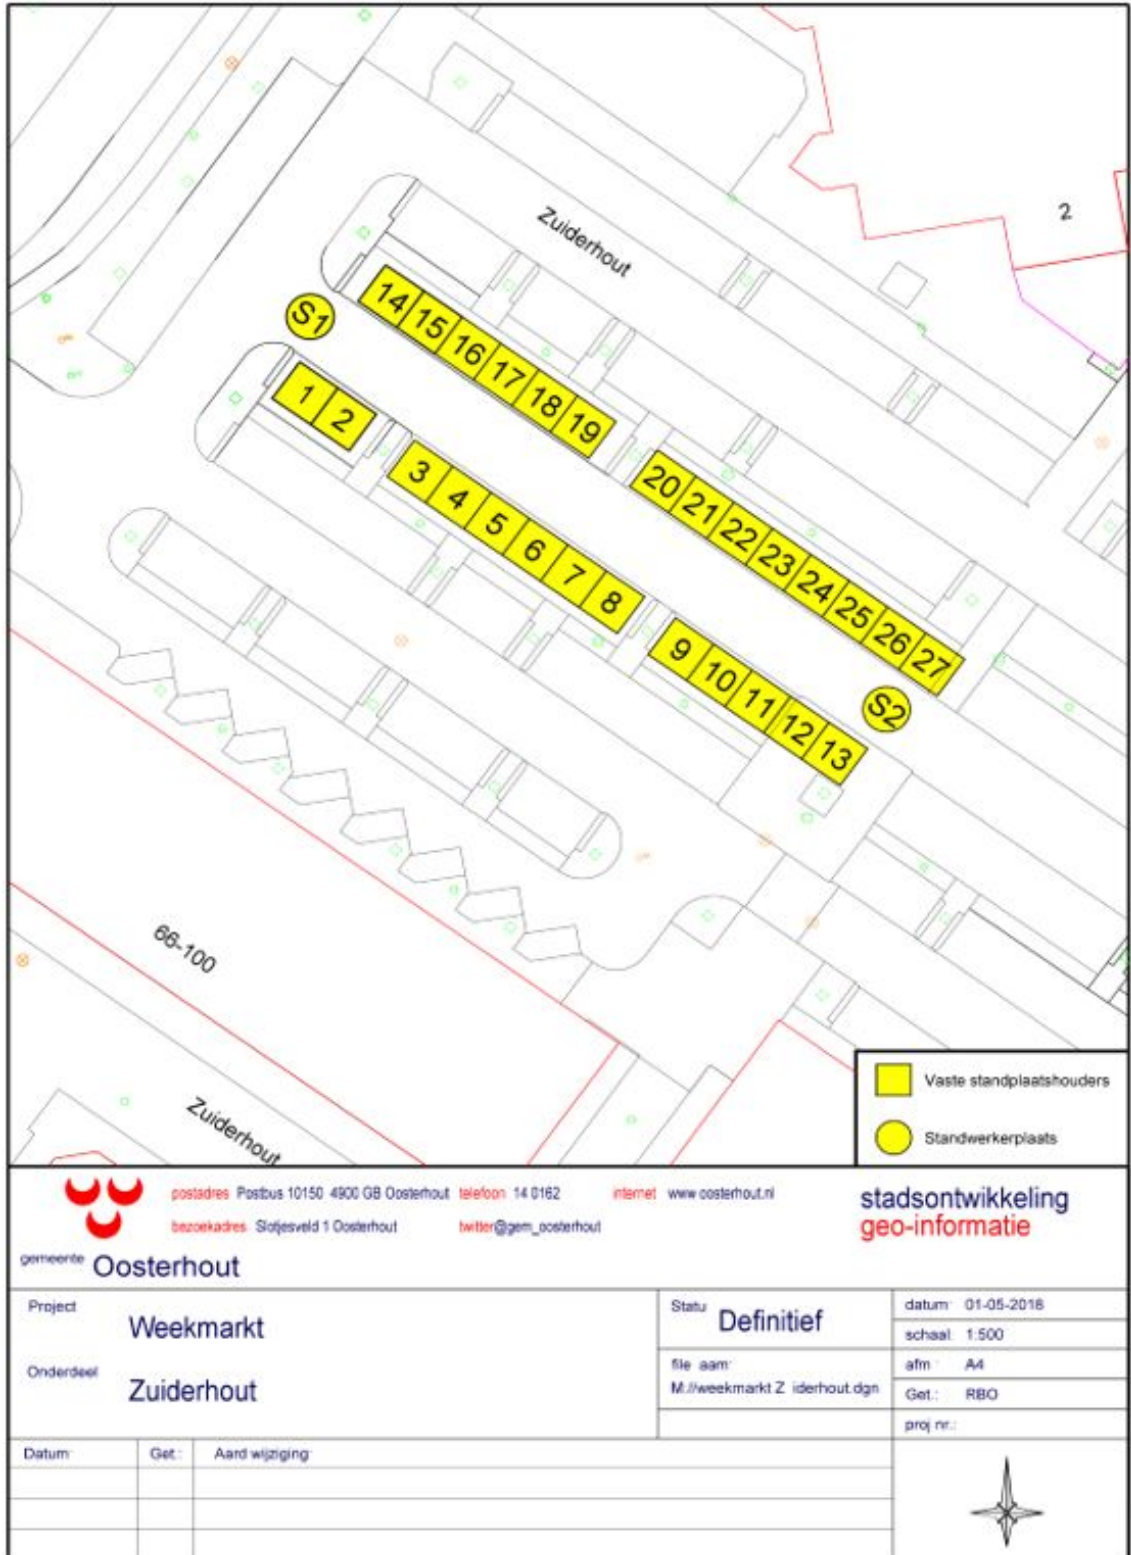 2
Zuiderhout
S1
14 15 16 17 18 19
1 2
3 4 5 6 7 8
20 21 22 23 24 25 26 27
9 10 11 12 13
S2
66-100
Zuiderhout
Vaste standplaatshouders
Standwerkerplaats
postadres Postbus 10150 4900 GB Oosterhout telefoon 14 0162 internet www.oosterhout.nl
bezoekadres Slotjesveld 1 Oosterhout twitter@gem_oosterhout
stadsontwikkeling
geo-informatie
gemeente Oosterhout
Project
Weekmarkt
Onderdeel
Zuiderhout
Statu Definitief
file aam:
M://weekmarkt Z iderhout.dgn
datum: 01-05-2018
schaal: 1:500
afm : A4
Get.: RBO
proj nr.:
Datum: Get.: Aard wijziging: